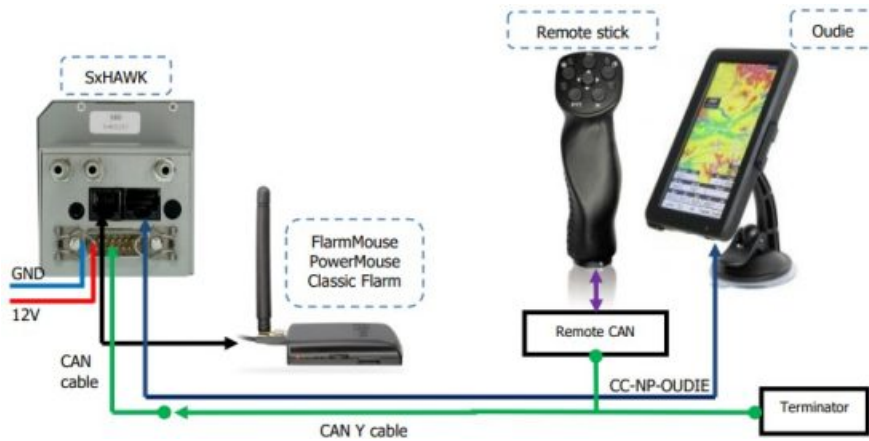 Remote stick
Oudie
SxHAWK
FlarmMouse
PowerMouse
Classic Flarm
GND
12V
Remote CAN
CAN
cable
CC-NP-OUDIE
Terminator
CAN Y cable